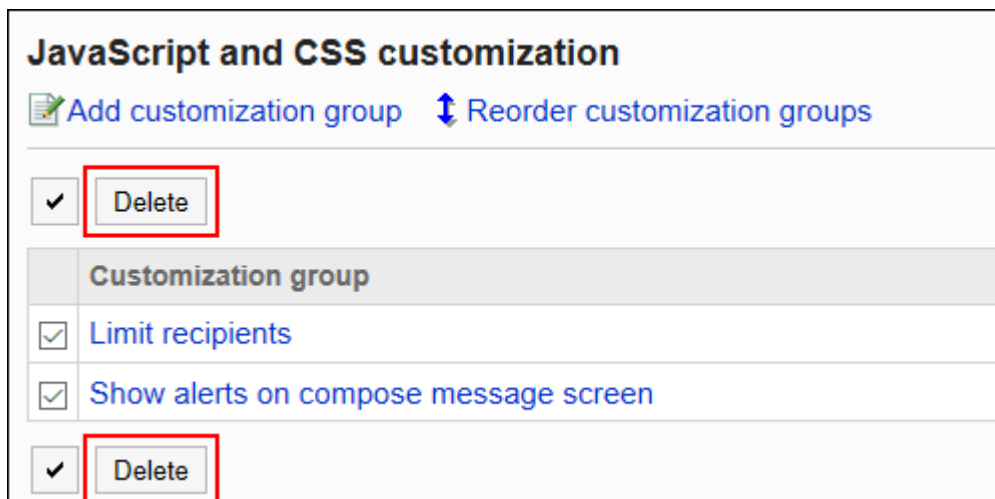 JavaScript and CSS customization
Add customization group Reorder customization groups
Delete
Customization group
Limit recipients
Show alerts on compose message screen
Delete